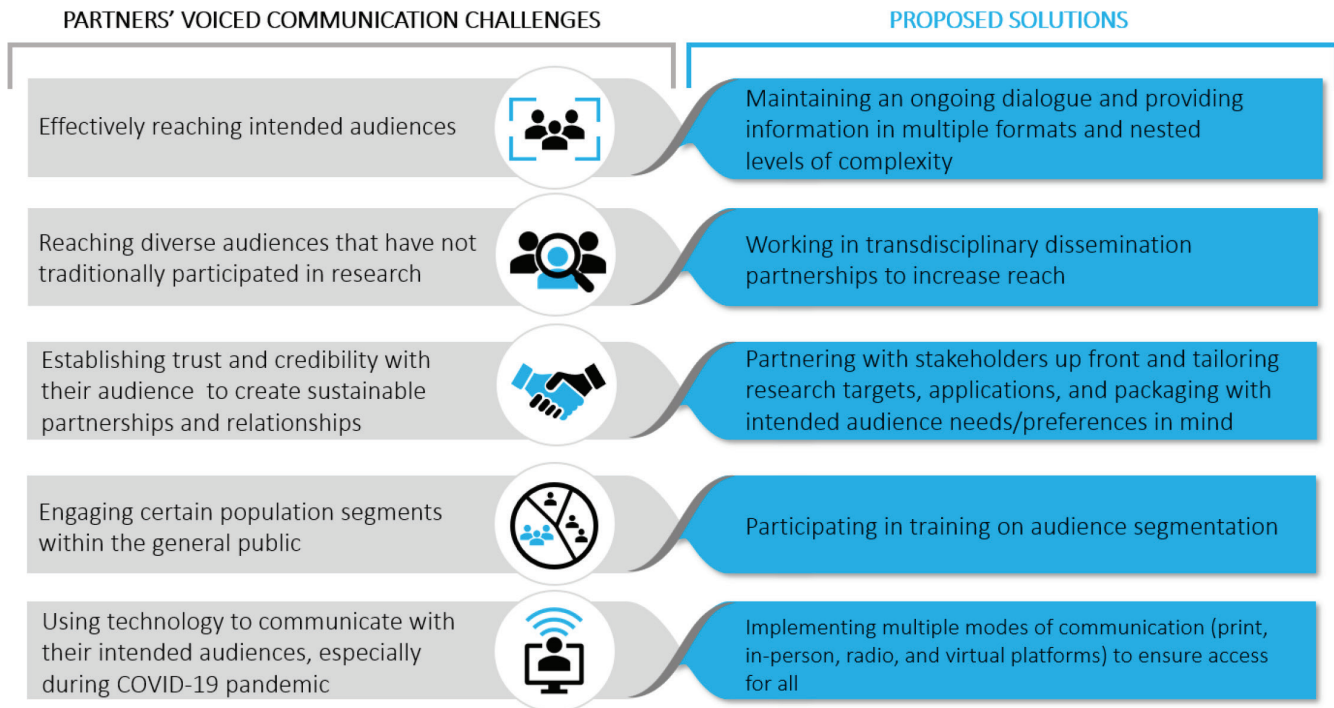 PARTNERS' VOICED COMMUNICATION CHALLENGES
PROPOSED SOLUTIONS
Effectively reaching intended audiences
Maintaining an ongoing dialogue and providing
information in multiple formats and nested
levels of complexity
Reaching diverse audiences that have not
traditionally participated in research
Working in transdisciplinary dissemination
partnerships to increase reach
Establishing trust and credibility with
their audience to create sustainable
partnerships and relationships
Partnering with stakeholders up front and tailoring
research targets, applications, and packaging with
intended audience needs/preferences in mind
Engaging certain population segments
within the general public
Participating in training on audience segmentation
Using technology to communicate with
their intended audiences, especially
during COVID-19 pandemic
Implementing multiple modes of communication (print,
in-person, radio, and virtual platforms) to ensure access
for all